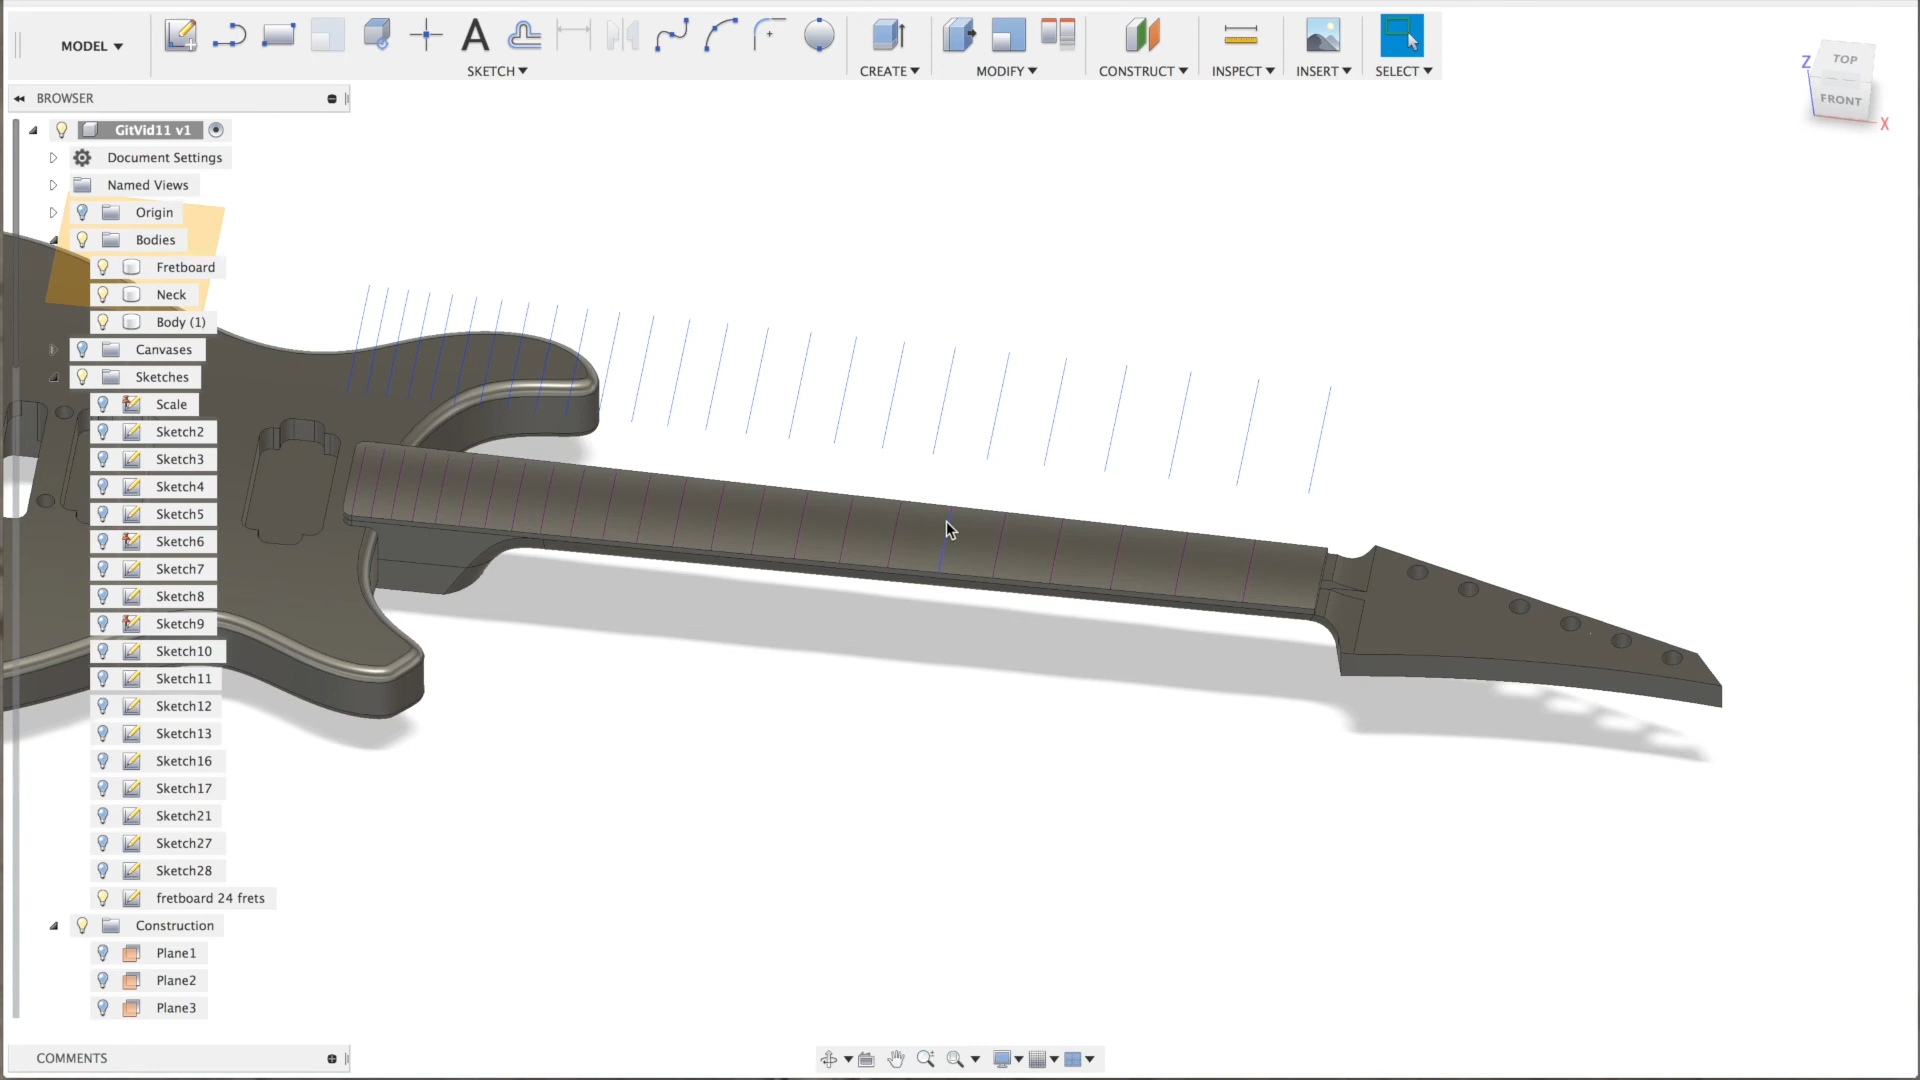 MODEL
SKETCH
CREATE
MODIFY
CONSTRUCT
INSPECT
INSERT
SELECT
TOP
FRONT
Z
X
BROWSER
GitVid11 v1
Document Settings
Named Views
Origin
Bodies
Fretboard
Neck
Body (1)
Canvases
Sketches
Scale
Sketch2
Sketch3
Sketch4
Sketch5
Sketch6
Sketch7
Sketch8
Sketch9
Sketch10
Sketch11
Sketch12
Sketch13
Sketch16
Sketch17
Sketch21
Sketch27
Sketch28
fretboard 24 frets
Construction
Plane1
Plane2
Plane3
COMMENTS